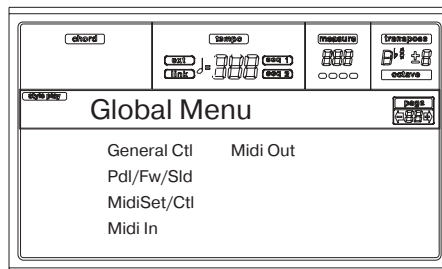 chord tempo measure transpose
ext seq 1
link seq 2
octave
style play page
Global Menu
General Ctl Midi Out
Pdl/Fw/Sld
MidiSet/Ctl
Midi In